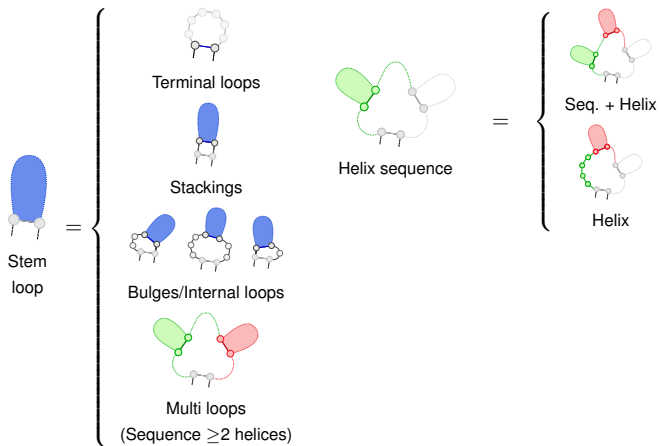 Stem
loop
=
Terminal loops
Stackings
Bulges/Internal loops
Multi loops
(Sequence ≥2 helices)
Helix sequence
=
Seq. + Helix
Helix